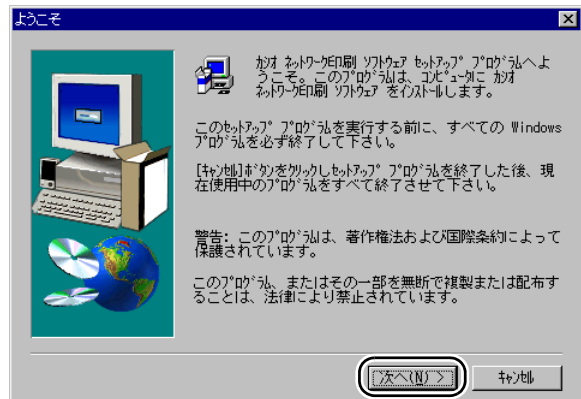 ようこそ
ｶｼｵ ﾈｯﾄﾜｰｸ印刷 ｿﾌﾄｳｪｱ ｾｯﾄｱｯﾌﾟ ﾌﾟﾛｸﾞﾗﾑへよ
うこそ。このﾌﾟﾛｸﾞﾗﾑは、ｺﾝﾋﾟｭｰﾀに ｶｼｵ
ﾈｯﾄﾜｰｸ印刷 ｿﾌﾄｳｪｱ をｲﾝｽﾄｰﾙします。
このｾｯﾄｱｯﾌﾟ ﾌﾟﾛｸﾞﾗﾑを実行する前に、すべての Windows
ﾌﾟﾛｸﾞﾗﾑを必ず終了して下さい。
[ｷｬﾝｾﾙ]ﾎﾞﾀﾝをｸﾘｯｸしｾｯﾄｱｯﾌﾟ ﾌﾟﾛｸﾞﾗﾑを終了した後、現
在使用中のﾌﾟﾛｸﾞﾗﾑをすべて終了させて下さい。
警告: このﾌﾟﾛｸﾞﾗﾑは、著作権法および国際条約によって
保護されています。
このﾌﾟﾛｸﾞﾗﾑ、またはその一部を無断で複製または配布す
ることは、法律により禁止されています。
次へ(N) > ｷｬﾝｾﾙ